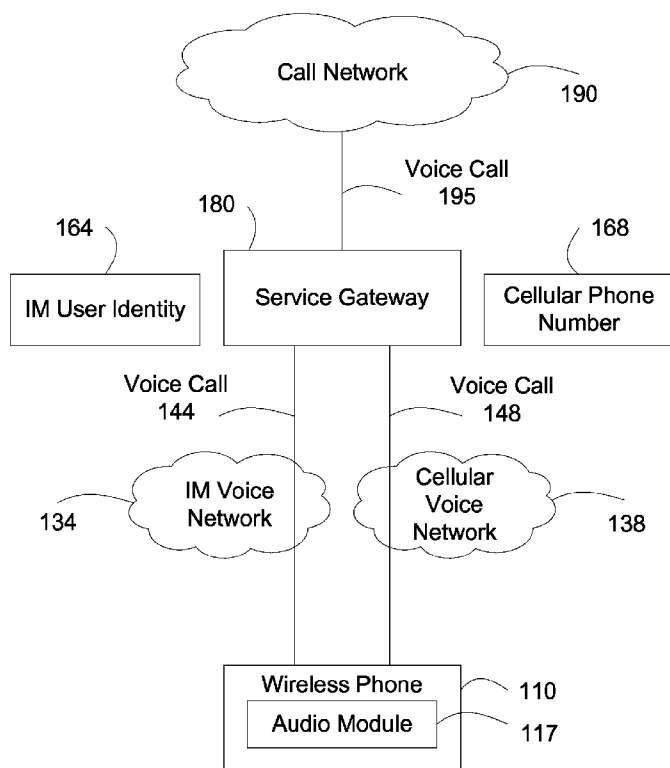 Call Network
190
Voice Call
195
180
164
168
IM User Identity
Service Gateway
Cellular Phone
Number
Voice Call
144
Voice Call
148
IM Voice
Network
Cellular
Voice
Network
134
138
Wireless Phone
110
Audio Module
117